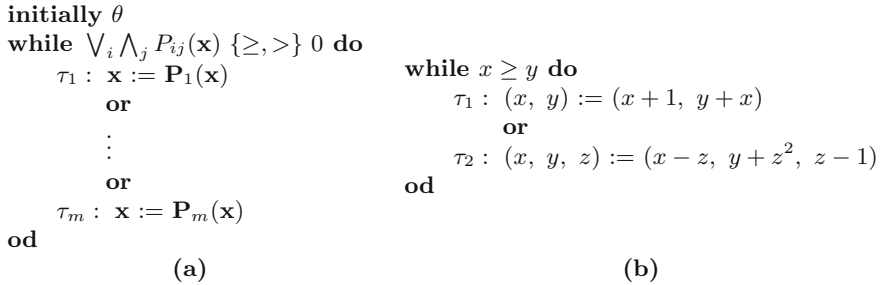 initially θ
while ⋁ᵢ ⋀ⱼ Pᵢⱼ(x) {≥, >} 0 do
τ₁ : x := P₁(x)
or
⋮
or
τₘ : x := Pₘ(x)
od
(a)
while x ≥ y do
τ₁ : (x, y) := (x + 1, y + x)
or
τ₂ : (x, y, z) := (x − z, y + z², z − 1)
od
(b)